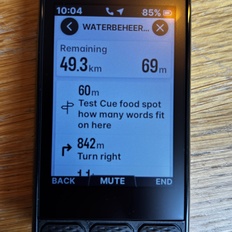 10:04 85%
WATERBEHEER...
Remaining
49.3km 69m
60m
Test Cue food spot
how many words fit
on here
842m
Turn right
BACK MUTE END